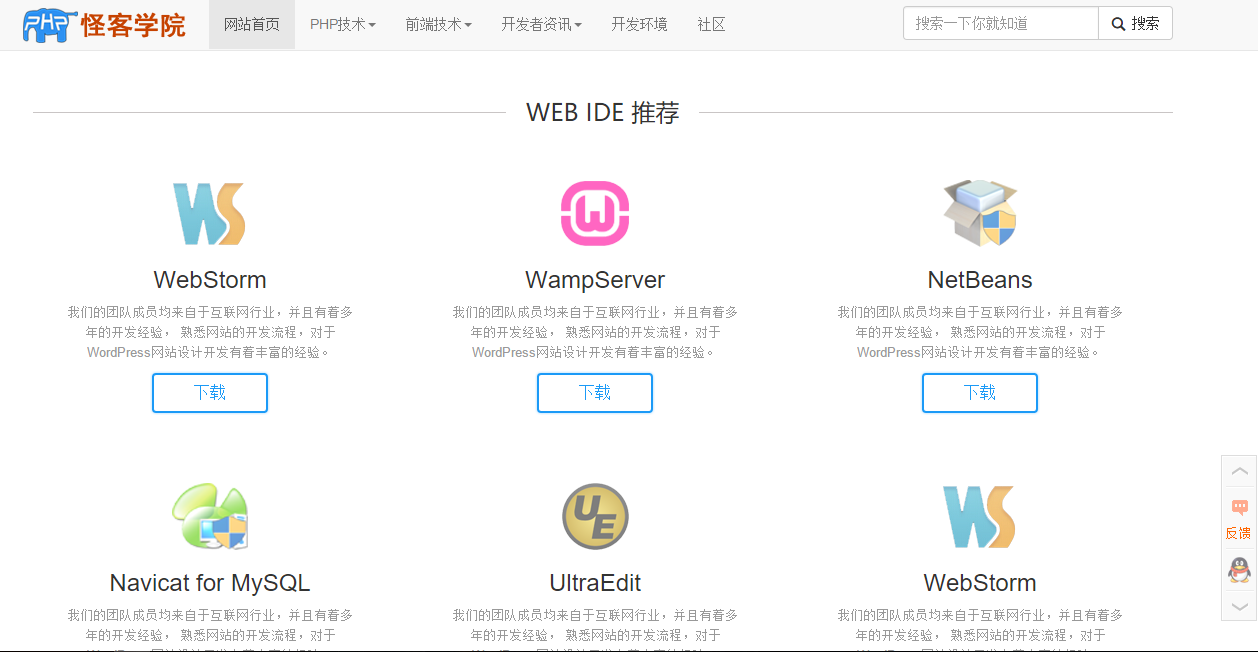 PHP 怪客学院 网站首页 PHP技术 前端技术 开发者资讯 开发环境 社区 搜索一下你就知道 搜索
WEB IDE 推荐
WebStorm WampServer NetBeans
我们的团队成员均来自于互联网行业，并且有着多 我们的团队成员均来自于互联网行业，并且有着多 我们的团队成员均来自于互联网行业，并且有着多
年的开发经验， 熟悉网站的开发流程，对于 年的开发经验， 熟悉网站的开发流程，对于 年的开发经验， 熟悉网站的开发流程，对于
WordPress网站设计开发有着丰富的经验。 WordPress网站设计开发有着丰富的经验。 WordPress网站设计开发有着丰富的经验。
下载 下载 下载
反馈
Navicat for MySQL UltraEdit WebStorm
我们的团队成员均来自于互联网行业，并且有着多 我们的团队成员均来自于互联网行业，并且有着多 我们的团队成员均来自于互联网行业，并且有着多
年的开发经验， 熟悉网站的开发流程，对于 年的开发经验， 熟悉网站的开发流程，对于 年的开发经验， 熟悉网站的开发流程，对于